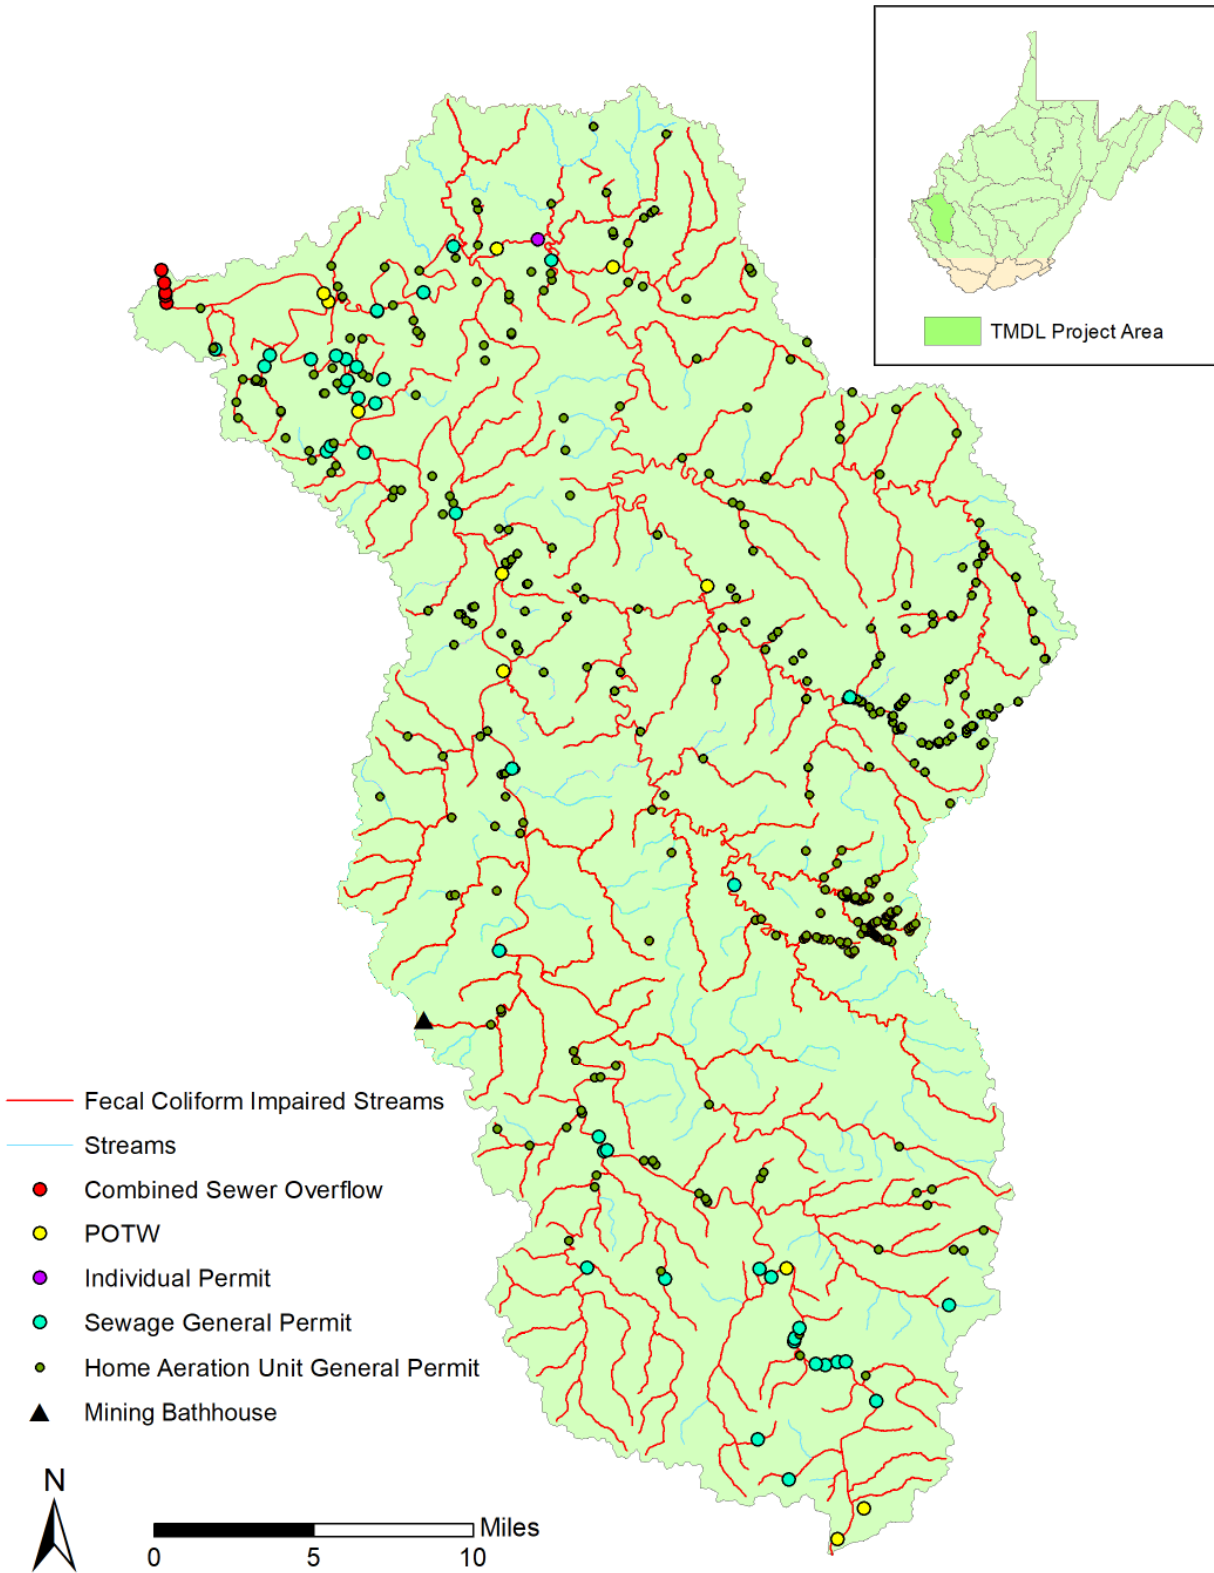 TMDL Project Area
Fecal Coliform Impaired Streams
Streams
Combined Sewer Overflow
POTW
Individual Permit
Sewage General Permit
Home Aeration Unit General Permit
Mining Bathhouse
N
Miles
0 5 10